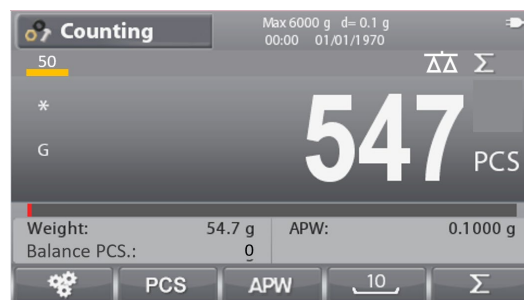 Counting
Max 6000 g d= 0.1 g
00:00 01/01/1970
50
Σ
*
G
547
PCS
Weight: 54.7 g APW: 0.1000 g
Balance PCS.: 0
PCS APW 10 Σ